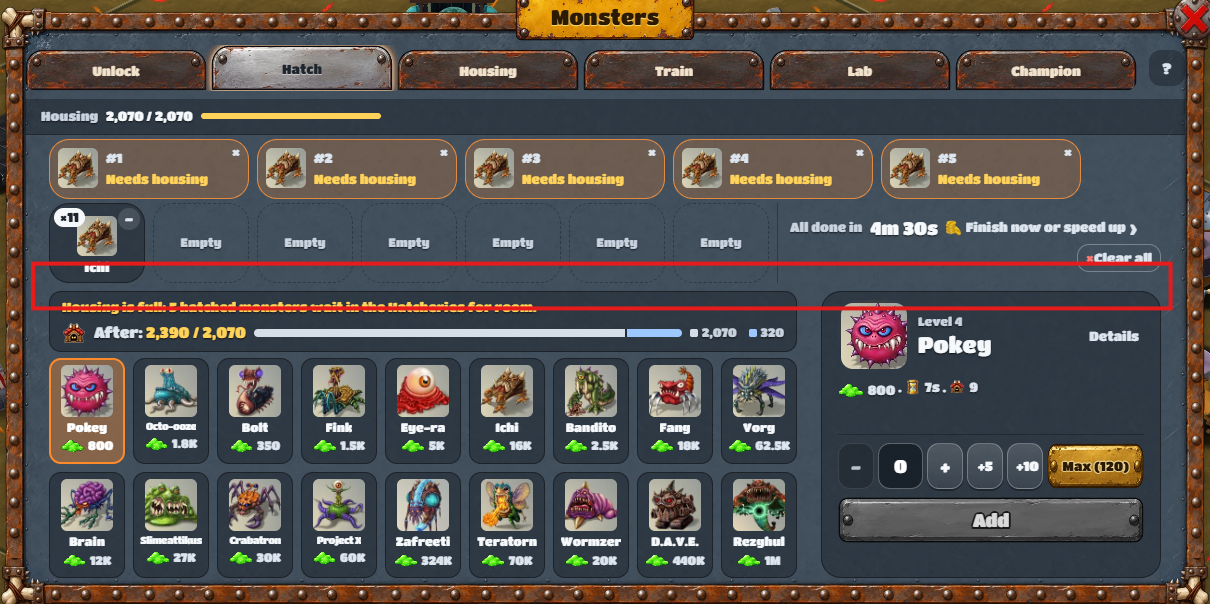 Monsters
Unlock
Hatch
Housing
Train
Lab
Champion
?
Housing 2,070 / 2,070
#1
Needs housing
#2
Needs housing
#3
Needs housing
#4
Needs housing
#5
Needs housing
×11
Ichi
Empty
Empty
Empty
Empty
Empty
Empty
All done in 4m 30s Finish now or speed up ❯
×Clear all
Housing is full: 5 hatched monsters wait in the Hatcheries for room.
After: 2,390 / 2,070
2,070
320
Pokey
800
Octo-ooze
1.8K
Bolt
350
Fink
1.5K
Eye-ra
5K
Ichi
16K
Bandito
2.5K
Fang
18K
Vorg
62.5K
Brain
12K
Slimeattikus
27K
Crabatron
30K
Project X
60K
Zafreeti
324K
Teratorn
70K
Wormzer
20K
D.A.V.E.
440K
Rezghul
1M
Level 4
Pokey
Details
800 · 7s · 9
−
0
+
+5
+10
Max (120)
Add